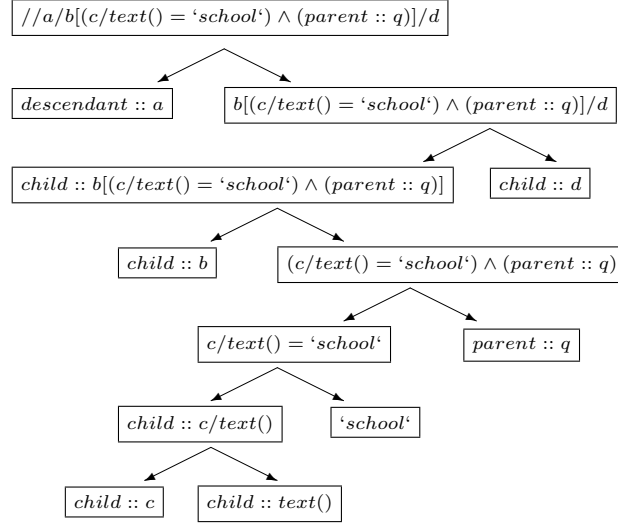 //a/b[(c/text() = ‘school‘) ∧ (parent :: q)]/d
descendant :: a
b[(c/text() = ‘school‘) ∧ (parent :: q)]/d
child :: b[(c/text() = ‘school‘) ∧ (parent :: q)]
child :: d
child :: b
(c/text() = ‘school‘) ∧ (parent :: q)
c/text() = ‘school‘
parent :: q
child :: c/text()
‘school‘
child :: c
child :: text()